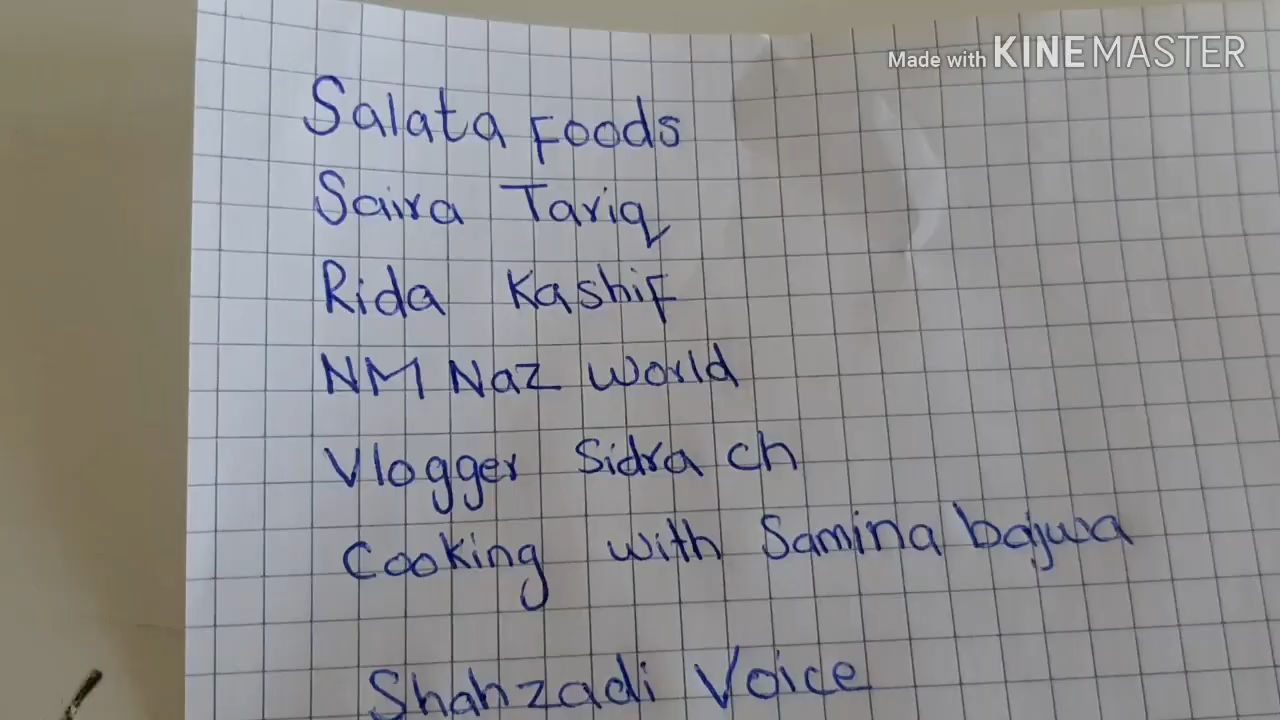 Made with KINEMASTER
Salata Foods
Saira Tariq
Rida Kashif
NM Naz World
Vlogger Sidra ch
Cooking with Samina bajwa
Shahzadi Voice